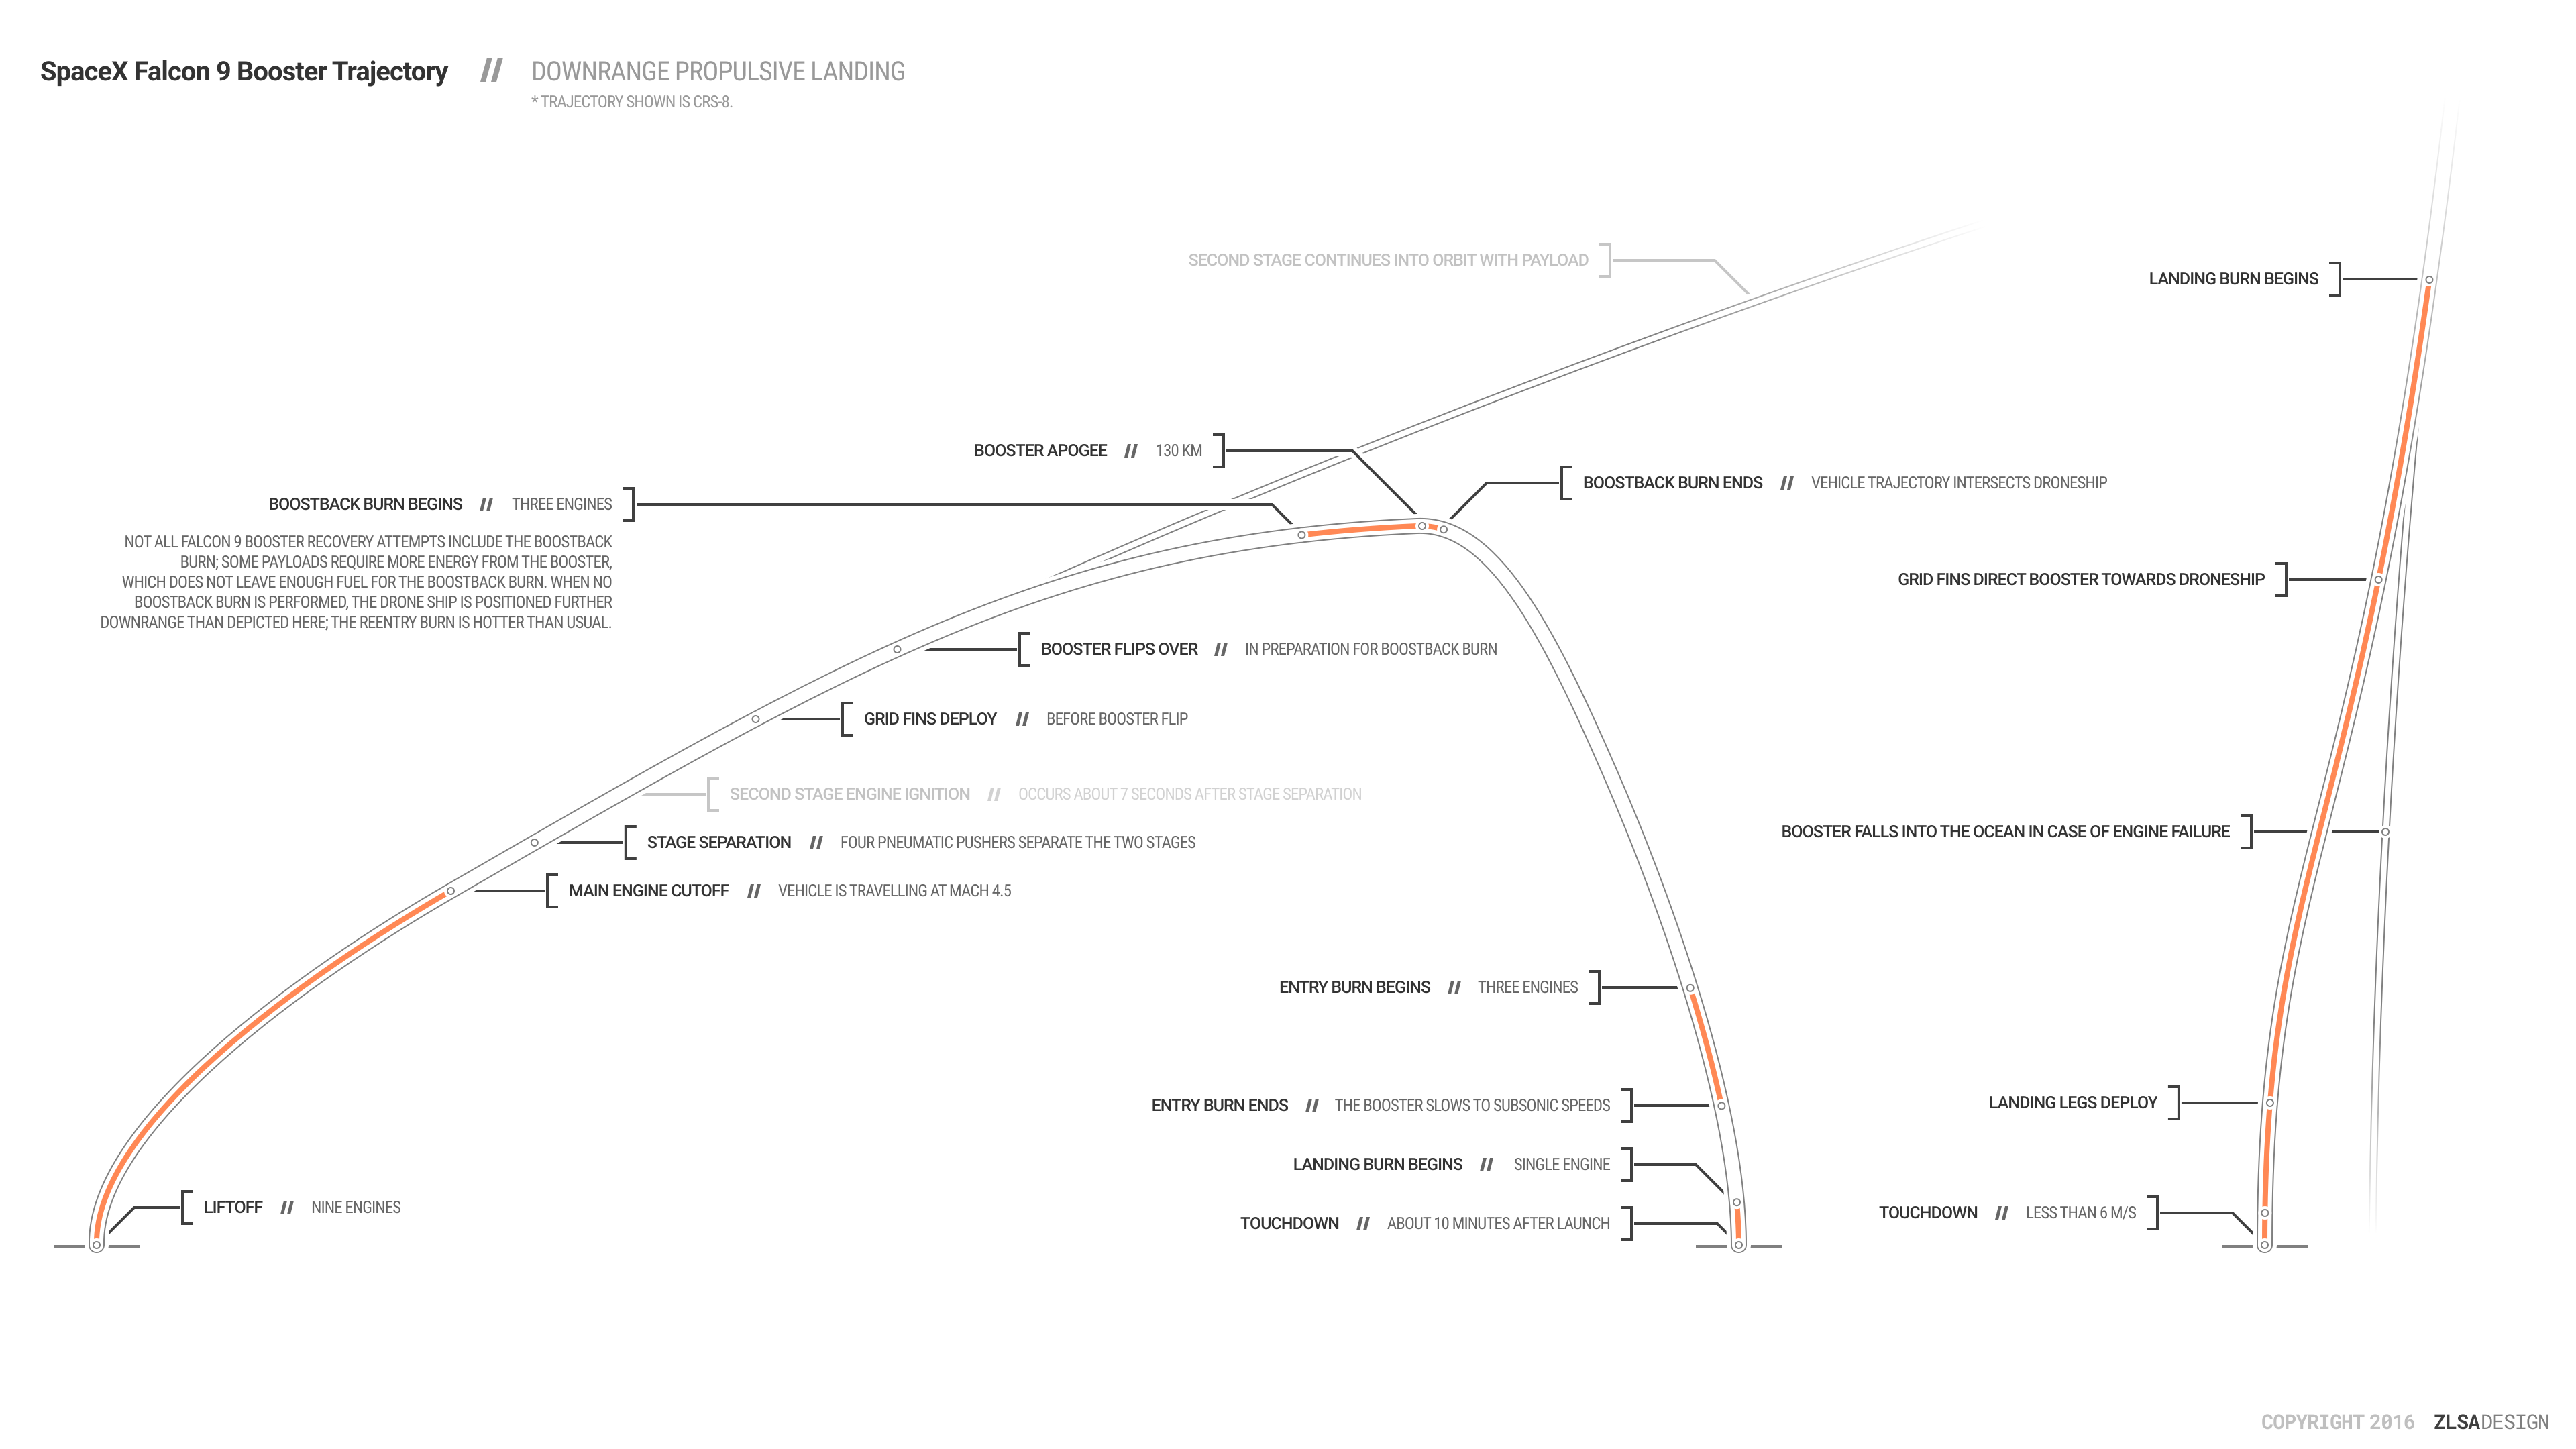 SpaceX Falcon 9 Booster Trajectory // DOWNRANGE PROPULSIVE LANDING
* TRAJECTORY SHOWN IS CRS-8.
SECOND STAGE CONTINUES INTO ORBIT WITH PAYLOAD
BOOSTER APOGEE // 130 KM
BOOSTBACK BURN ENDS // VEHICLE TRAJECTORY INTERSECTS DRONESHIP
BOOSTBACK BURN BEGINS // THREE ENGINES
NOT ALL FALCON 9 BOOSTER RECOVERY ATTEMPTS INCLUDE THE BOOSTBACK
BURN; SOME PAYLOADS REQUIRE MORE ENERGY FROM THE BOOSTER,
WHICH DOES NOT LEAVE ENOUGH FUEL FOR THE BOOSTBACK BURN. WHEN NO
BOOSTBACK BURN IS PERFORMED, THE DRONE SHIP IS POSITIONED FURTHER
DOWNRANGE THAN DEPICTED HERE; THE REENTRY BURN IS HOTTER THAN USUAL.
BOOSTER FLIPS OVER // IN PREPARATION FOR BOOSTBACK BURN
GRID FINS DEPLOY // BEFORE BOOSTER FLIP
SECOND STAGE ENGINE IGNITION // OCCURS ABOUT 7 SECONDS AFTER STAGE SEPARATION
STAGE SEPARATION // FOUR PNEUMATIC PUSHERS SEPARATE THE TWO STAGES
MAIN ENGINE CUTOFF // VEHICLE IS TRAVELLING AT MACH 4.5
LIFTOFF // NINE ENGINES
ENTRY BURN BEGINS // THREE ENGINES
ENTRY BURN ENDS // THE BOOSTER SLOWS TO SUBSONIC SPEEDS
LANDING BURN BEGINS // SINGLE ENGINE
TOUCHDOWN // ABOUT 10 MINUTES AFTER LAUNCH
LANDING BURN BEGINS
GRID FINS DIRECT BOOSTER TOWARDS DRONESHIP
BOOSTER FALLS INTO THE OCEAN IN CASE OF ENGINE FAILURE
LANDING LEGS DEPLOY
TOUCHDOWN // LESS THAN 6 M/S
COPYRIGHT 2016 ZLSADESIGN